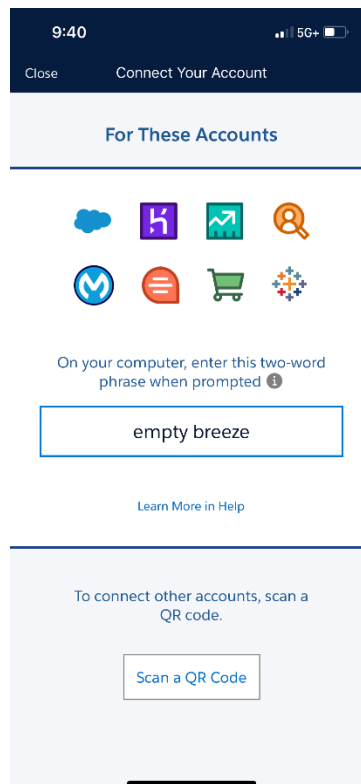 9:40
5G+
Close
Connect Your Account
For These Accounts
On your computer, enter this two-word
phrase when prompted
empty breeze
Learn More in Help
To connect other accounts, scan a
QR code.
Scan a QR Code